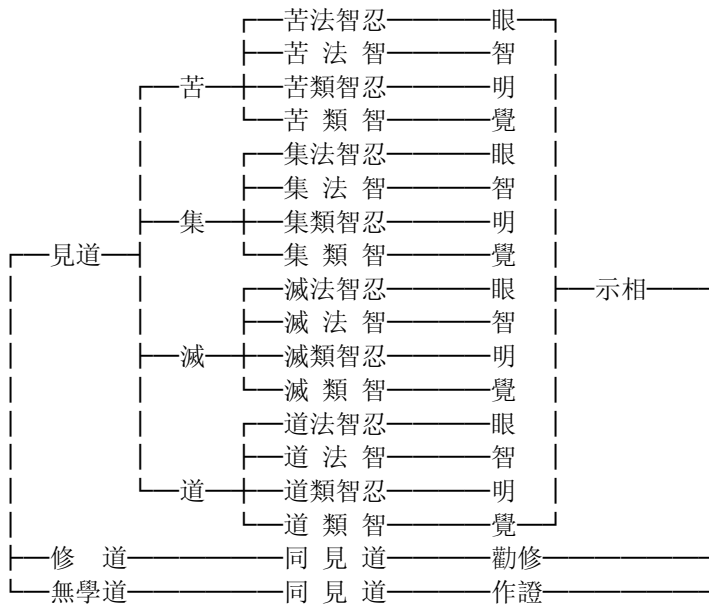 苦法智忍 眼
苦法智 智
苦 苦類智忍 明
苦類智 覺
集法智忍 眼
集法智 智
集 集類智忍 明
見道 集類智 覺
滅法智忍 眼 示相
滅法智 智
滅 滅類智忍 明
滅類智 覺
道法智忍 眼
道法智 智
道 道類智忍 明
道類智 覺
修道 同見道 勸修
無學道 同見道 作證